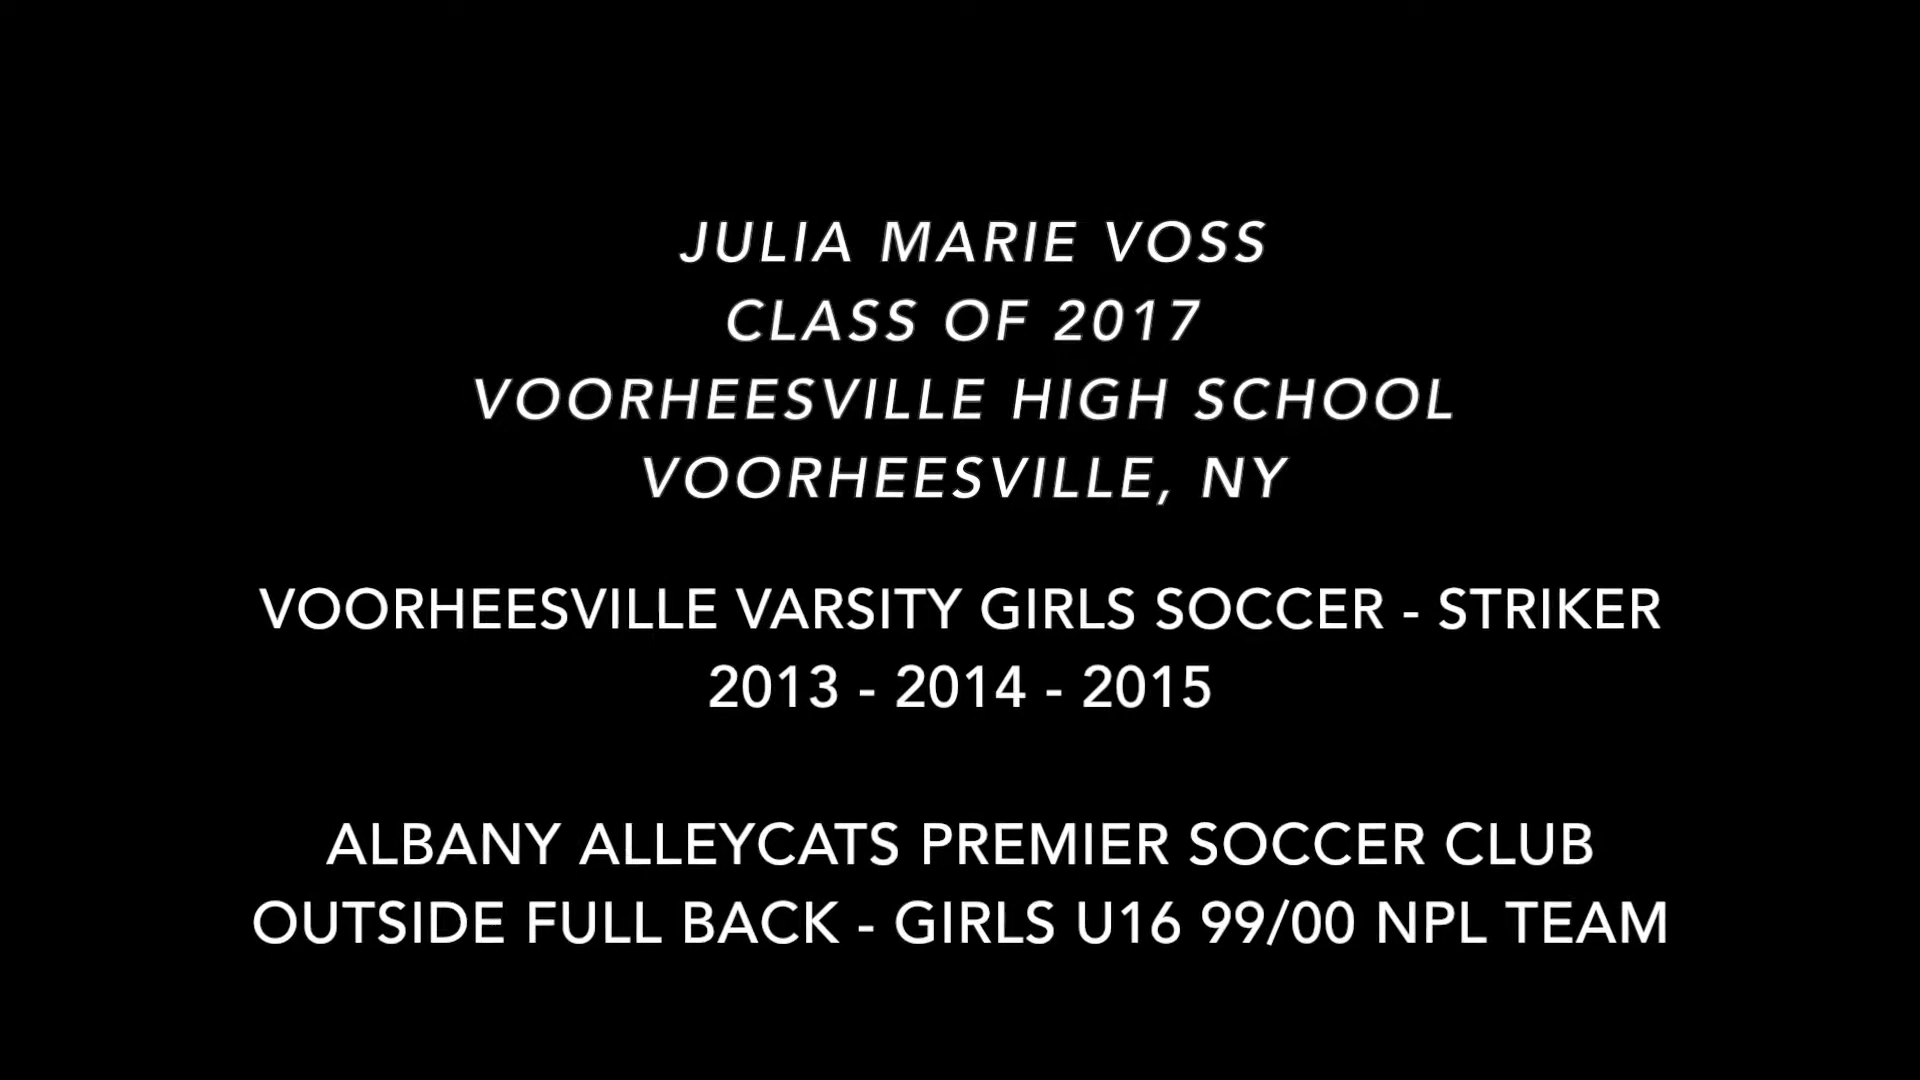 JULIA MARIE VOSS
CLASS OF 2017
VOORHEESVILLE HIGH SCHOOL
VOORHEESVILLE, NY
VOORHEESVILLE VARSITY GIRLS SOCCER - STRIKER
2013 - 2014 - 2015
ALBANY ALLEYCATS PREMIER SOCCER CLUB
OUTSIDE FULL BACK - GIRLS U16 99/00 NPL TEAM